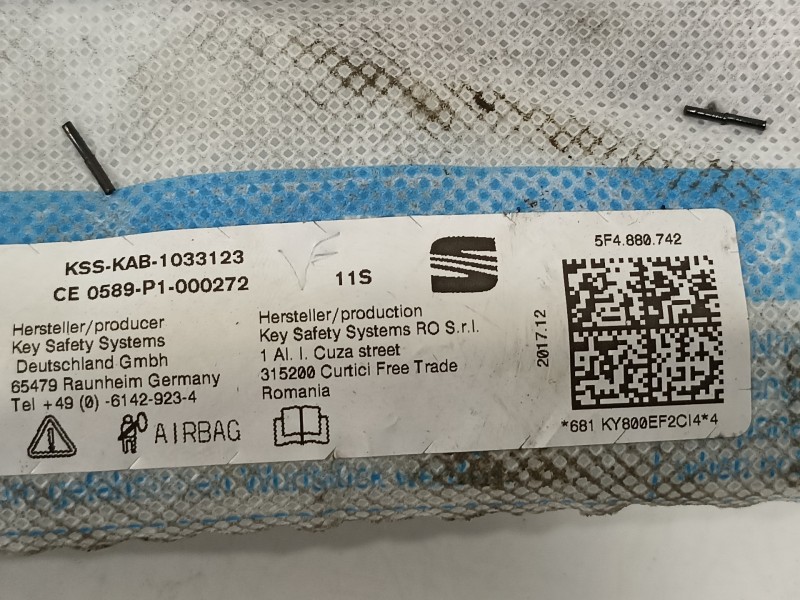 KSS-KAB-1033123
CE 0589-P1-000272
11S
5F4.880.742
Hersteller/producer
Key Safety Systems
Deutschland Gmbh
65479 Raunheim Germany
Tel +49 (0) -6142-923-4
Hersteller/production
Key Safety Systems RO S.r.l.
1 Al. I. Cuza street
315200 Curtici Free Trade
Romania
2017.12
*681 KY800EF2CI4*4
AIRBAG